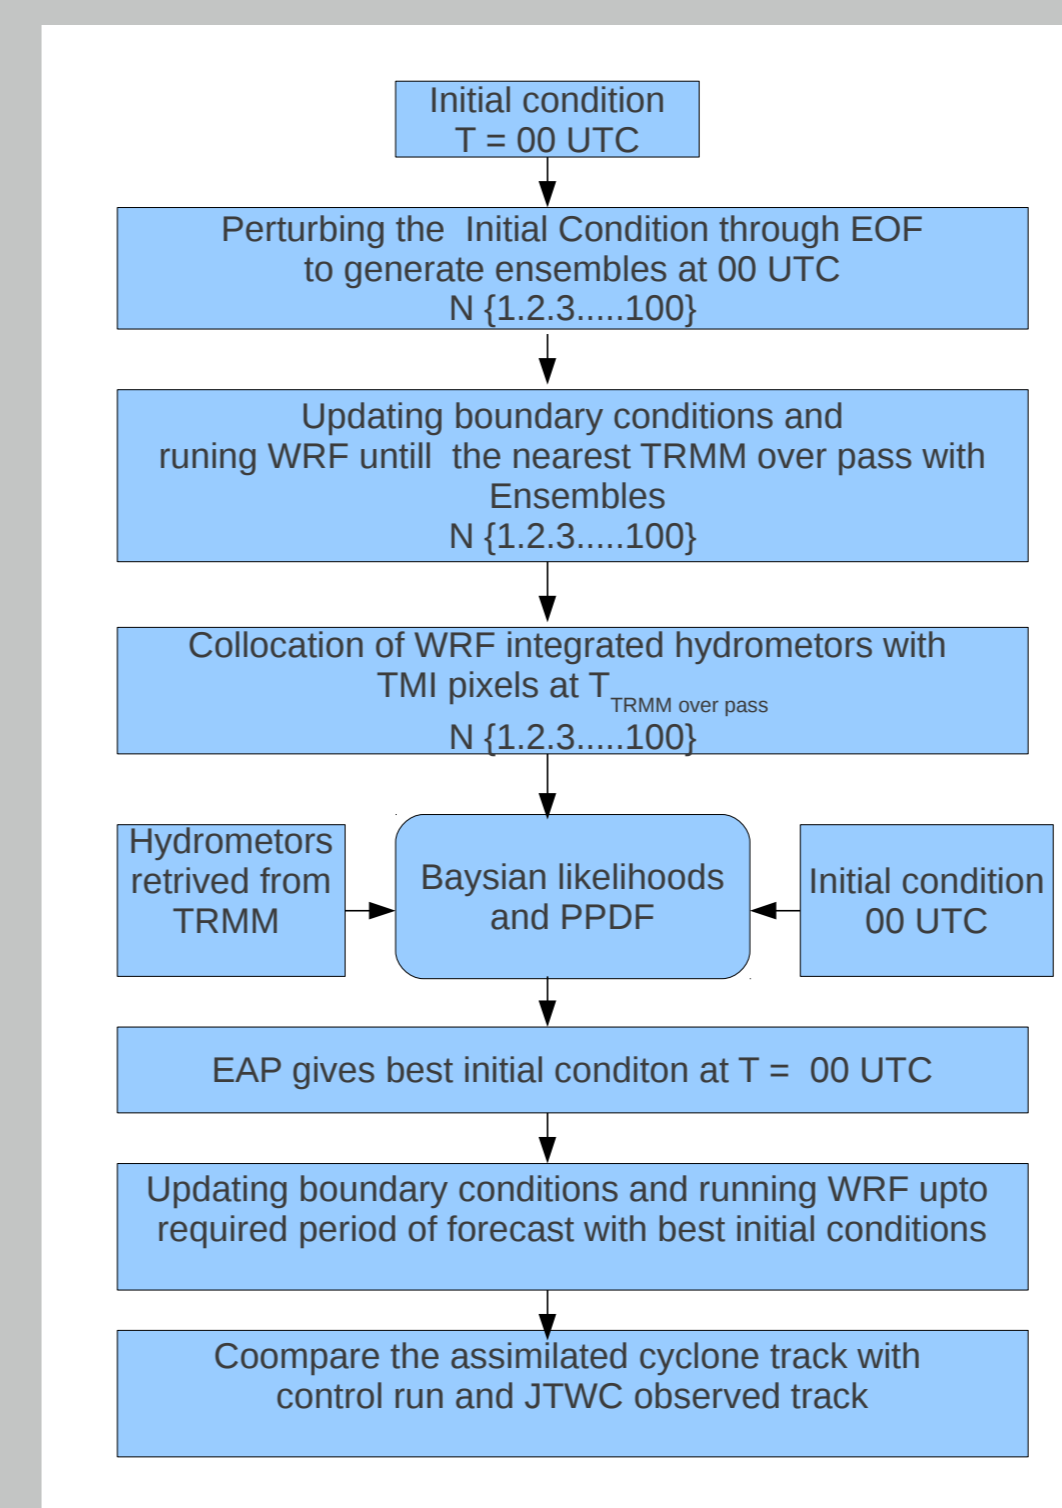 Initial condition
T = 00 UTC
Perturbing the  Initial Condition through EOF
to generate ensembles at 00 UTC
N {1.2.3.....100}
Updating boundary conditions and
runing WRF untill  the nearest TRMM over pass with
Ensembles
N {1.2.3.....100}
Collocation of WRF integrated hydrometors with
TMI pixels at T TRMM over pass
N {1.2.3.....100}
Hydrometors
retrived from
TRMM
Baysian likelihoods
and PPDF
Initial condition
00 UTC
EAP gives best initial conditon at T =  00 UTC
Updating boundary conditions and running WRF upto
required period of forecast with best initial conditions
Coompare the assimilated cyclone track with
control run and JTWC observed track